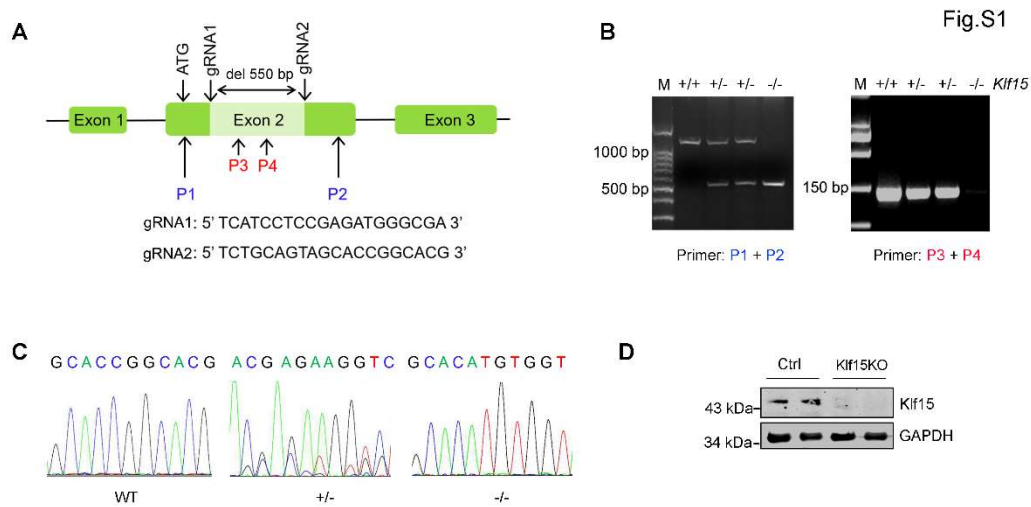 Fig.S1
A
ATG
gRNA1
gRNA2
del 550 bp
Exon 1
Exon 2
Exon 3
P3 P4
P1 P2
gRNA1: 5’ TCATCCTCCGAGATGGGCGA 3’
gRNA2: 5’ TCTGCAGTAGCACCGGCACG 3’
B
M +/+ +/- +/- -/-
1000 bp
500 bp
Primer: P1 + P2
M +/+ +/- +/- -/- Klf15
150 bp
Primer: P3 + P4
C
GCACCGGCACG ACGAGAAGGTC GCACATGTGGT
WT +/- -/-
D
Ctrl Klf15KO
43 kDa Klf15
34 kDa GAPDH